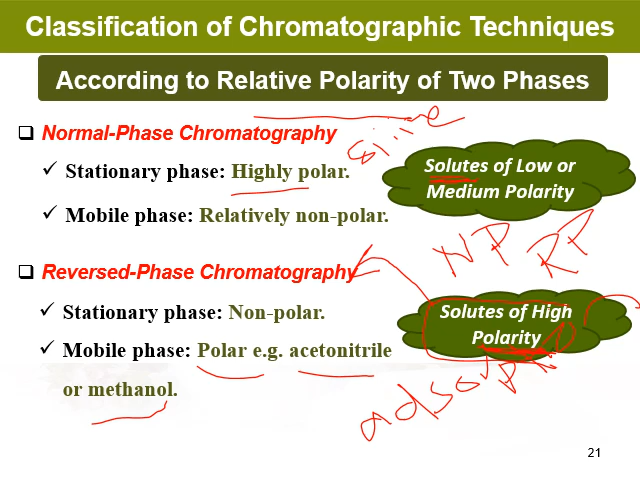 Classification of Chromatographic Techniques
According to Relative Polarity of Two Phases
❑ Normal-Phase Chromatography
✓ Stationary phase: Highly polar.
✓ Mobile phase: Relatively non-polar.
Solutes of Low or
Medium Polarity
NP RP
❑ Reversed-Phase Chromatography
✓ Stationary phase: Non-polar.
✓ Mobile phase: Polar e.g. acetonitrile
or methanol.
Solutes of High
Polarity
21